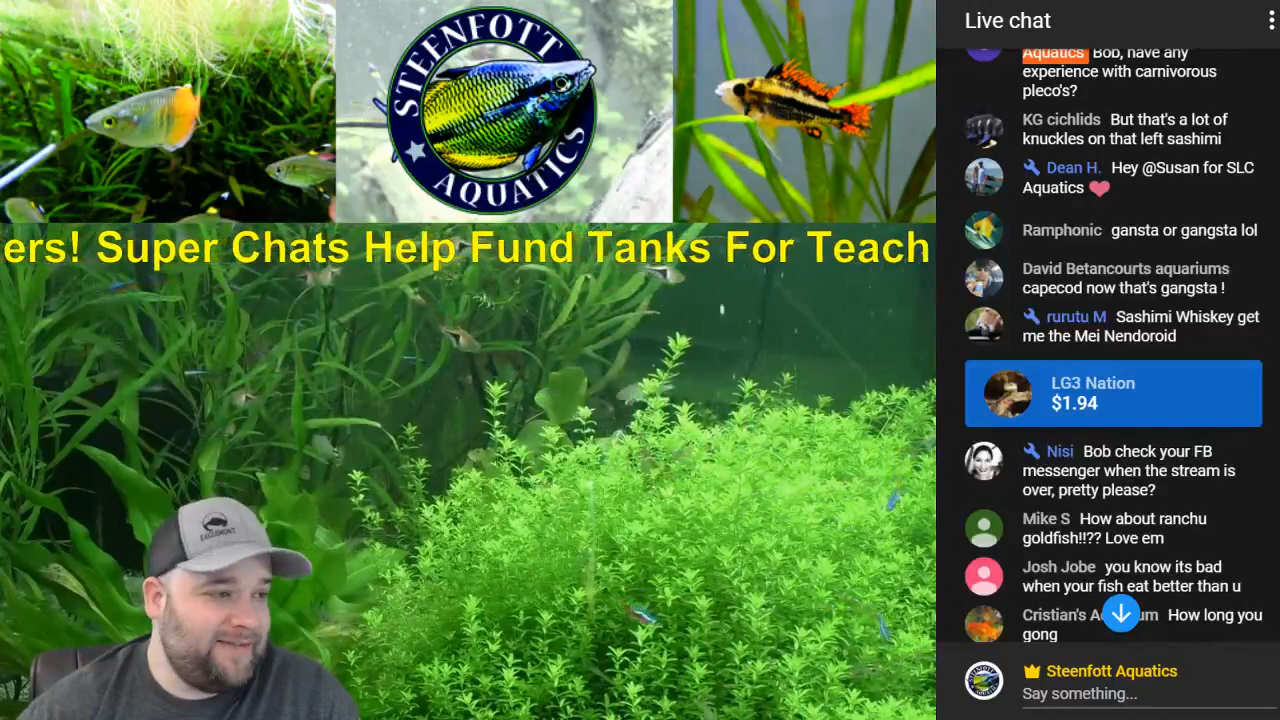 STEENFOTT
AQUATICS
ers! Super Chats Help Fund Tanks For Teach
Live chat
Aquatics Bob, have any
experience with carnivorous
pleco's?
KG cichlids But that's a lot of
knuckles on that left sashimi
Dean H. Hey @Susan for SLC
Aquatics
Ramphonic gansta or gangsta lol
David Betancourts aquariums
capecod now that's gangsta !
rurutu M Sashimi Whiskey get
me the Mei Nendoroid
LG3 Nation
$1.94
Nisi Bob check your FB
messenger when the stream is
over, pretty please?
Mike S How about ranchu
goldfish!!?? Love em
Josh Jobe you know its bad
when your fish eat better than u
Cristian's How long you
gong
Steenfott Aquatics
Say something...